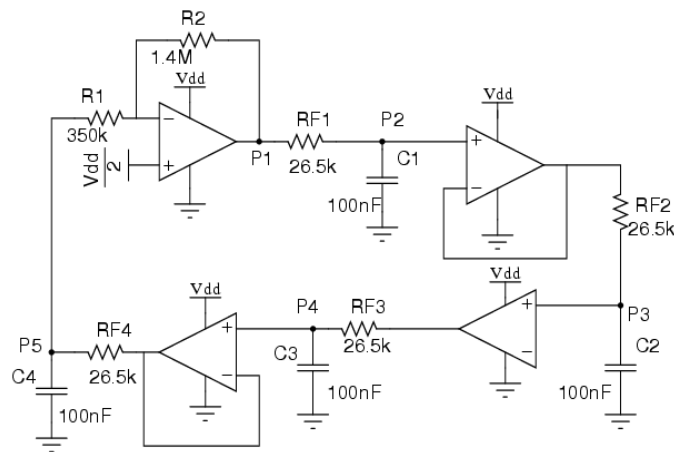 R2
1.4M
Vdd
R1
350k
−
+
Vdd
2
P1
RF1
26.5k
P2
C1
100nF
Vdd
+
−
RF2
26.5k
P3
C2
100nF
Vdd
+
−
RF3
26.5k
P4
C3
100nF
Vdd
+
−
RF4
26.5k
P5
C4
100nF